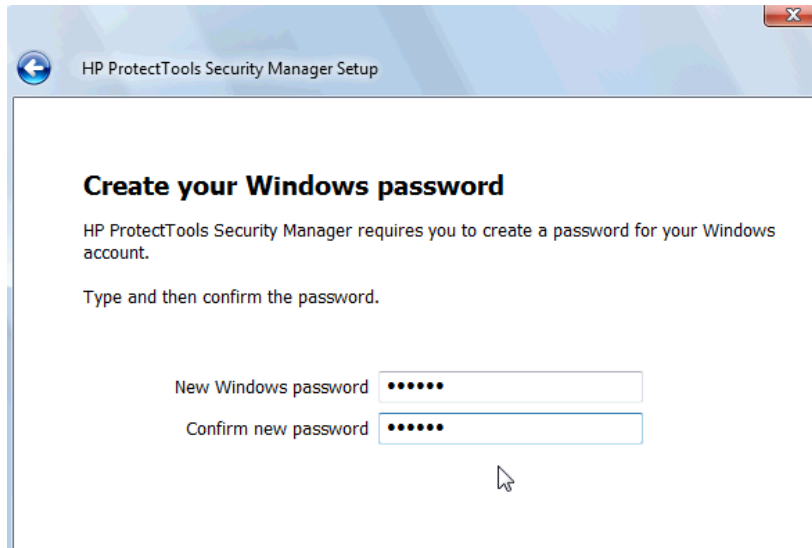 HP ProtectTools Security Manager Setup
Create your Windows password
HP ProtectTools Security Manager requires you to create a password for your Windows
account.
Type and then confirm the password.
New Windows password ••••••
Confirm new password ••••••